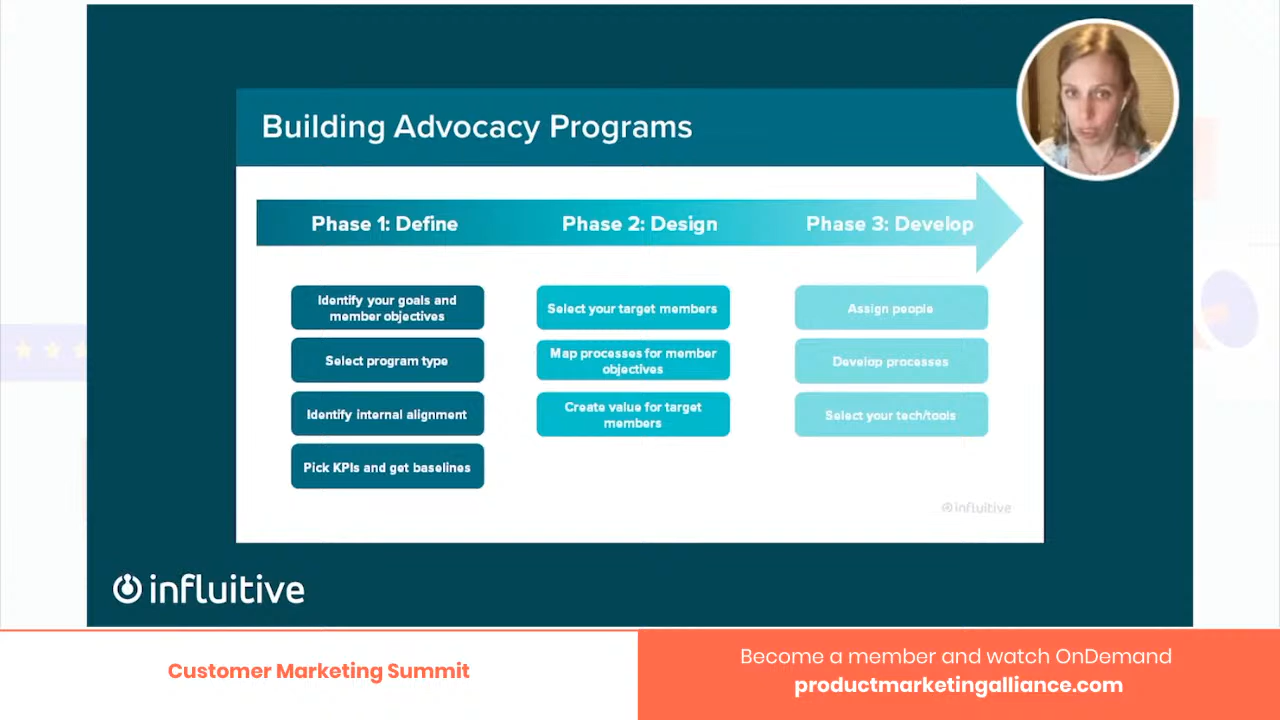 Building Advocacy Programs
Phase 1: Define
Phase 2: Design
Phase 3: Develop
Identify your goals and
member objectives
Select program type
Identify internal alignment
Pick KPIs and get baselines
Select your target members
Map processes for member
objectives
Create value for target
members
Assign people
Develop processes
Select your tech/tools
influitive
influitive
Customer Marketing Summit
Become a member and watch OnDemand
productmarketingalliance.com